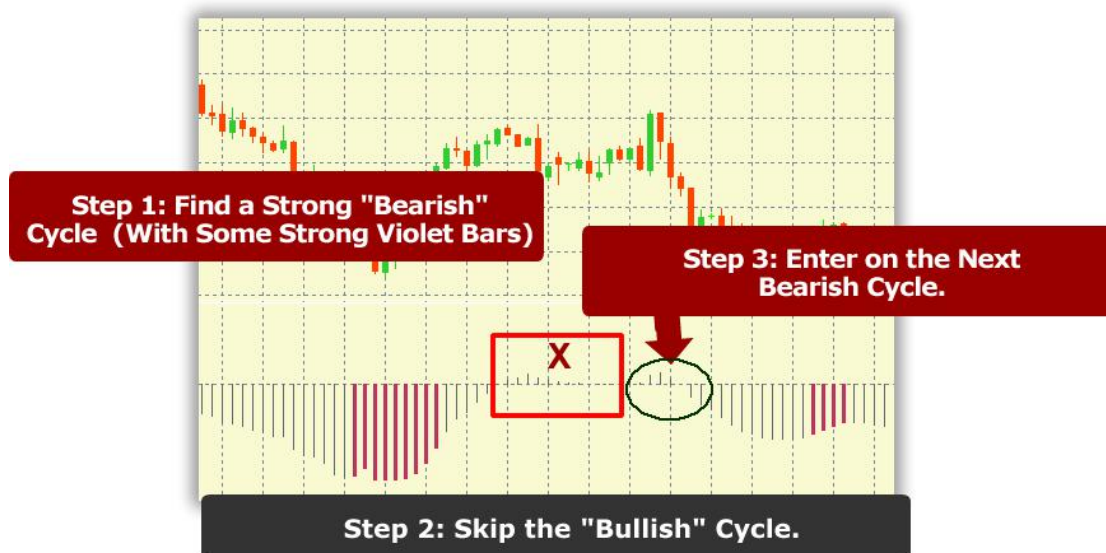 Step 1: Find a Strong "Bearish"
Cycle (With Some Strong Violet Bars)
Step 3: Enter on the Next
Bearish Cycle.
X
Step 2: Skip the "Bullish" Cycle.